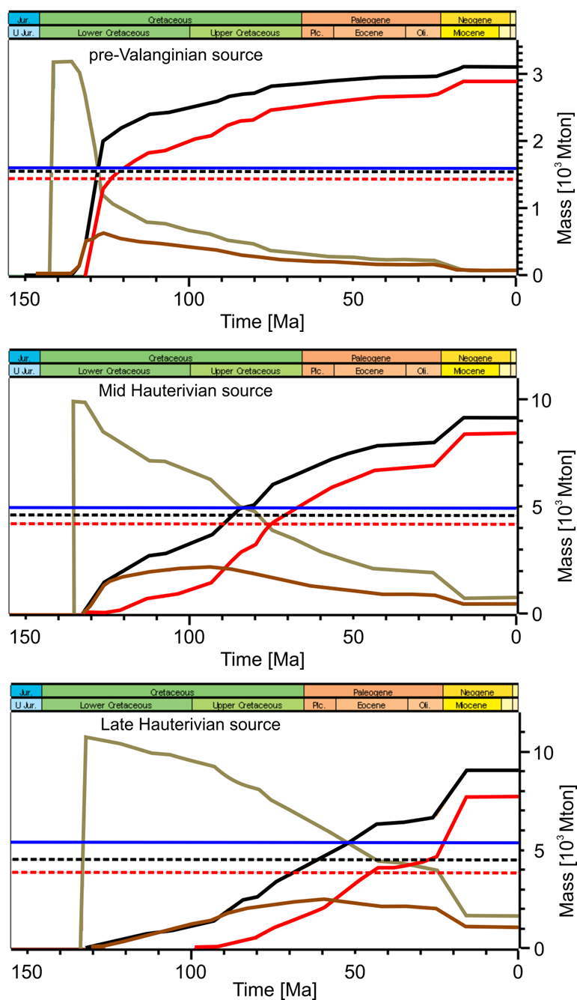 Jur. Cretaceous Paleogene Neogene
U Jur. Lower Cretaceous Upper Cretaceous Plc. Eocene Oli. Miocene
pre-Valanginian source
3
2
1
0
Mass [10³ Mton]
150 100 50 0
Time [Ma]
Jur. Cretaceous Paleogene Neogene
U Jur. Lower Cretaceous Upper Cretaceous Plc. Eocene Oli. Miocene
Mid Hauterivian source
10
5
0
Mass [10³ Mton]
150 100 50 0
Time [Ma]
Jur. Cretaceous Paleogene Neogene
U Jur. Lower Cretaceous Upper Cretaceous Plc. Eocene Oli. Miocene
Late Hauterivian source
10
5
0
Mass [10³ Mton]
150 100 50 0
Time [Ma]